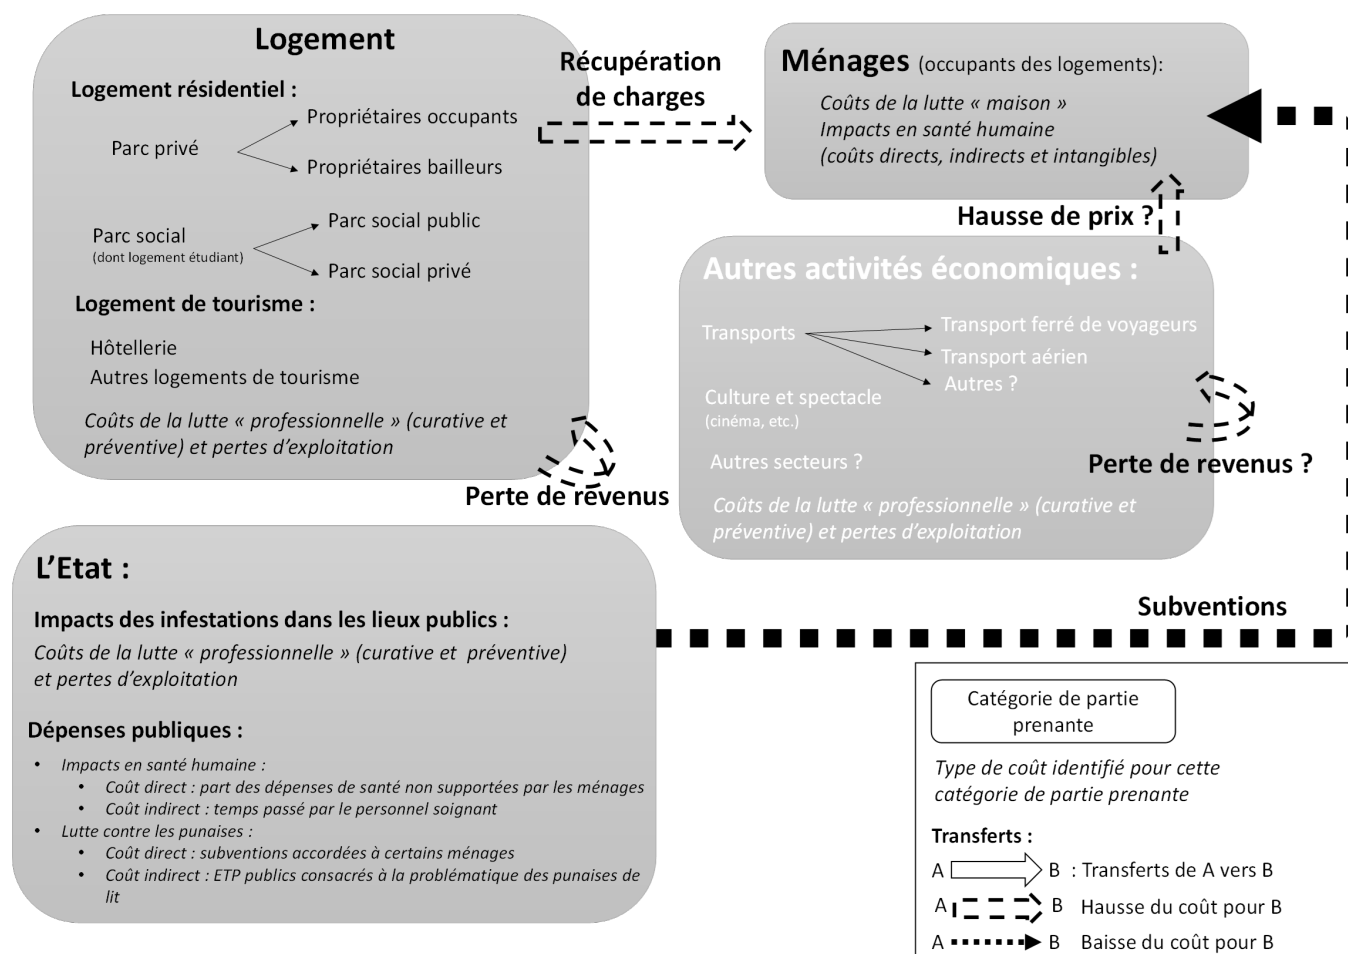 Logement
Logement résidentiel :
Parc privé
Propriétaires occupants
Propriétaires bailleurs
Parc social
(dont logement étudiant)
Parc social public
Parc social privé
Logement de tourisme :
Hôtellerie
Autres logements de tourisme
Coûts de la lutte « professionnelle » (curative et
préventive) et pertes d’exploitation
Récupération
de charges
Perte de revenus
Ménages (occupants des logements):
Coûts de la lutte « maison »
Impacts en santé humaine
(coûts directs, indirects et intangibles)
Hausse de prix ?
Autres activités économiques :
Transports
Transport ferré de voyageurs
Transport aérien
Autres ?
Culture et spectacle
(cinéma, etc.)
Autres secteurs ?
Coûts de la lutte « professionnelle » (curative et
préventive) et pertes d’exploitation
Perte de revenus ?
L’Etat :
Impacts des infestations dans les lieux publics :
Coûts de la lutte « professionnelle » (curative et préventive)
et pertes d’exploitation
Dépenses publiques :
• Impacts en santé humaine :
• Coût direct : part des dépenses de santé non supportées par les ménages
• Coût indirect : temps passé par le personnel soignant
• Lutte contre les punaises :
• Coût direct : subventions accordées à certains ménages
• Coût indirect : ETP publics consacrés à la problématique des punaises de
lit
Subventions
Catégorie de partie
prenante
Type de coût identifié pour cette
catégorie de partie prenante
Transferts :
A B : Transferts de A vers B
A B Hausse du coût pour B
A B Baisse du coût pour B